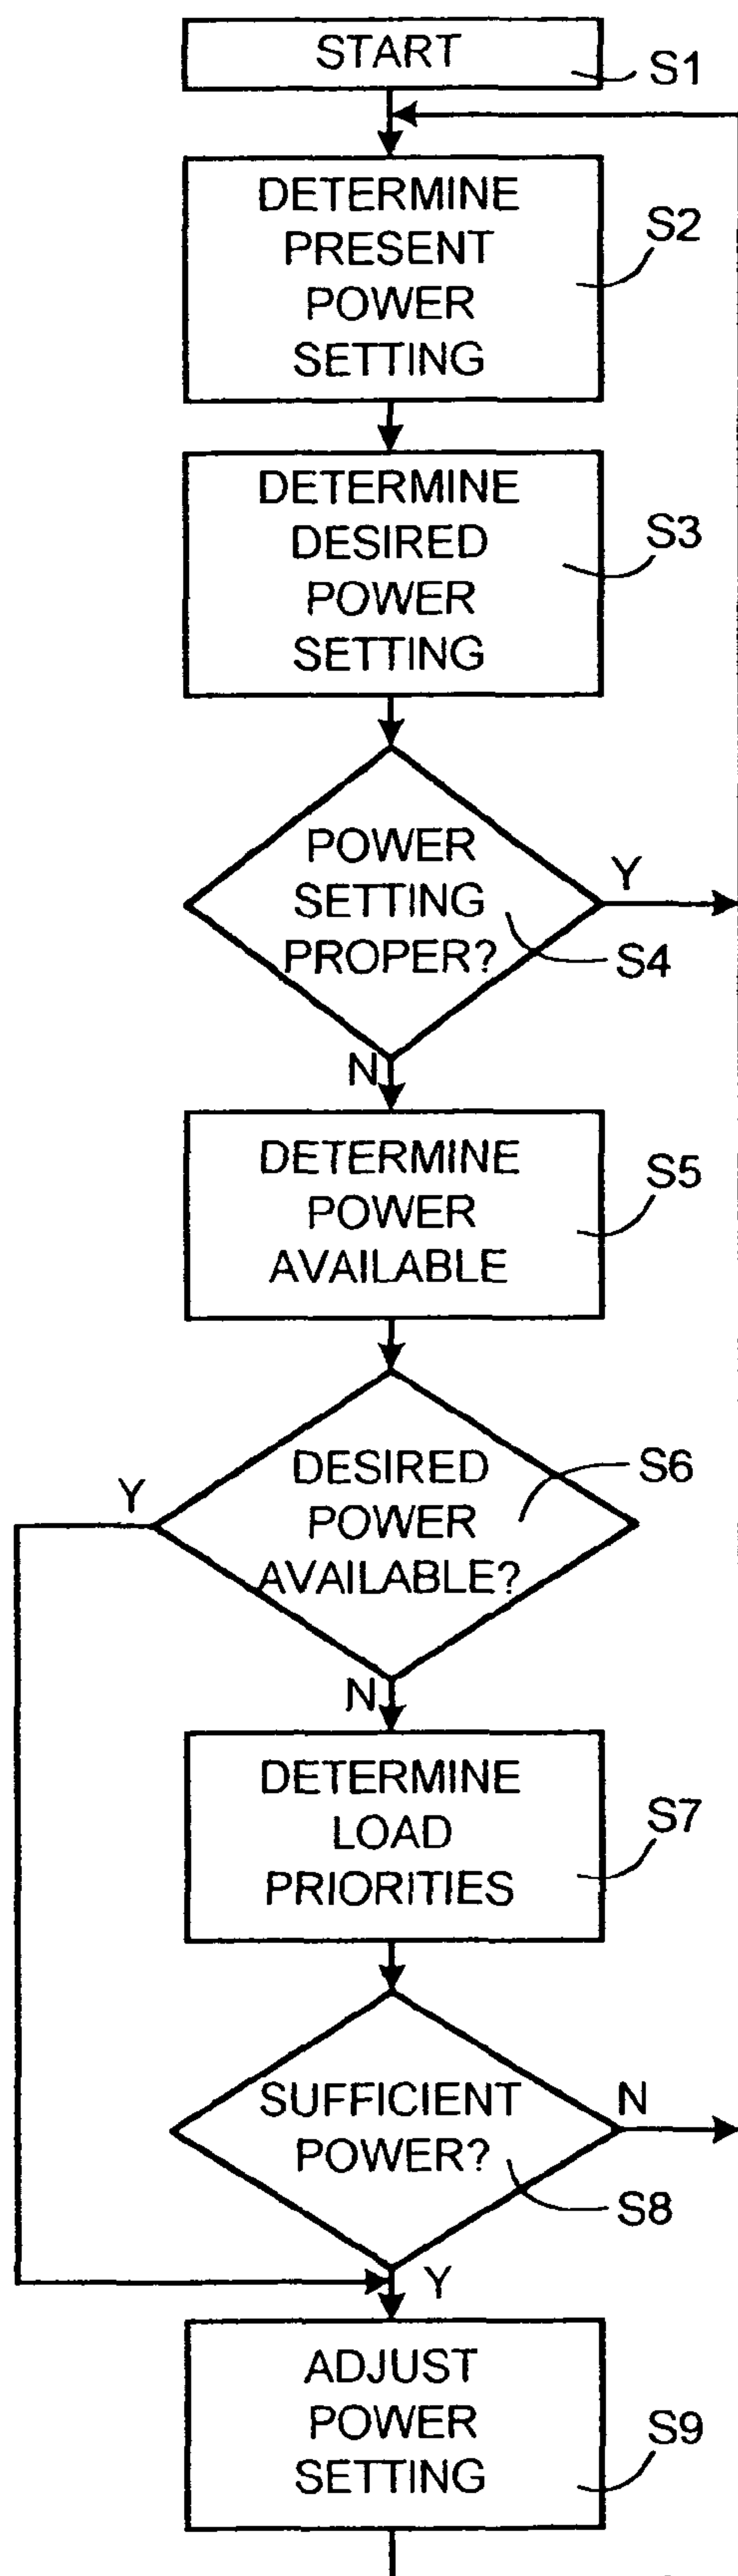 START
S1
DETERMINE
PRESENT
POWER
SETTING
S2
DETERMINE
DESIRED
POWER
SETTING
S3
POWER
SETTING
PROPER?
Y
S4
N
DETERMINE
POWER
AVAILABLE
S5
DESIRED
POWER
AVAILABLE?
S6
Y
N
DETERMINE
LOAD
PRIORITIES
S7
SUFFICIENT
POWER?
N
S8
Y
ADJUST
POWER
SETTING
S9